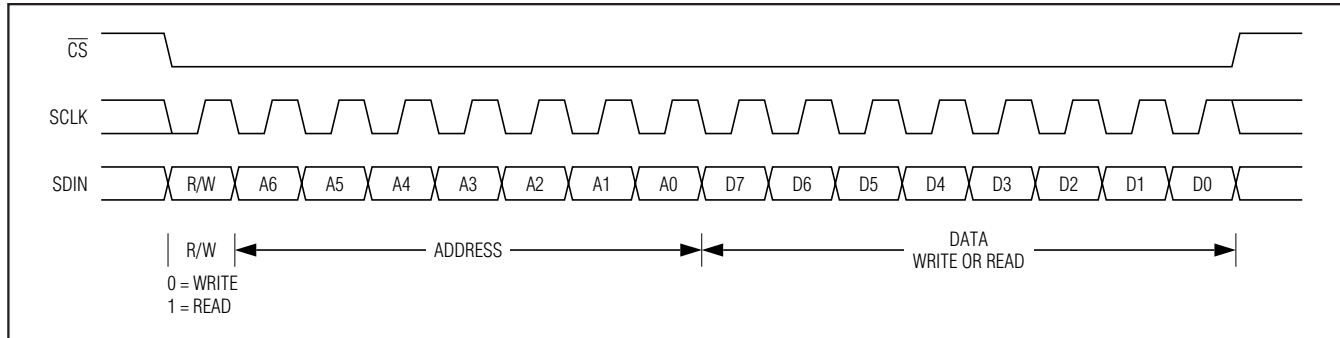 CS
SCLK
SDIN R/W A6 A5 A4 A3 A2 A1 A0 D7 D6 D5 D4 D3 D2 D1 D0
R/W ADDRESS DATA
WRITE OR READ
0 = WRITE
1 = READ